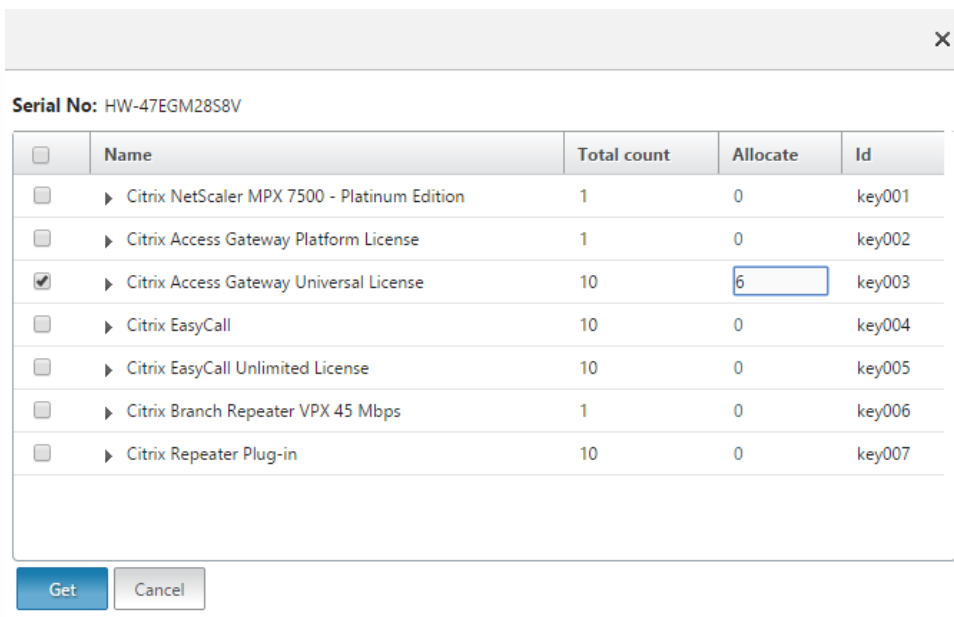 ×
Serial No: HW-47EGM28S8V
Name Total count Allocate Id
Citrix NetScaler MPX 7500 - Platinum Edition 1 0 key001
Citrix Access Gateway Platform License 1 0 key002
Citrix Access Gateway Universal License 10 6 key003
Citrix EasyCall 10 0 key004
Citrix EasyCall Unlimited License 10 0 key005
Citrix Branch Repeater VPX 45 Mbps 1 0 key006
Citrix Repeater Plug-in 10 0 key007
Get Cancel